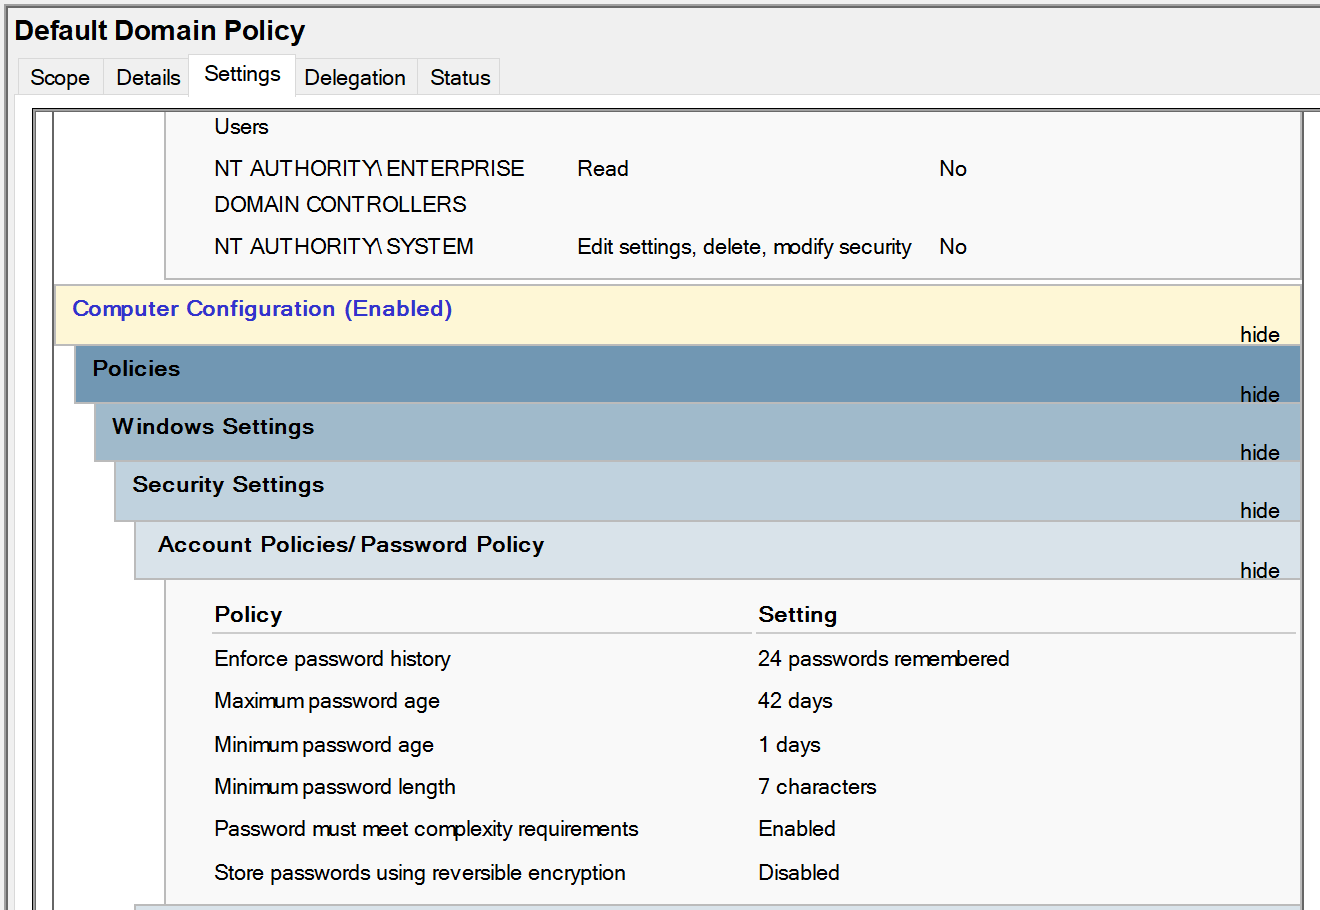 Default Domain Policy
Scope Details Settings Delegation Status
Users
NT AUTHORITY\ENTERPRISE Read No
DOMAIN CONTROLLERS
NT AUTHORITY\SYSTEM Edit settings, delete, modify security No
Computer Configuration (Enabled)
hide
Policies
hide
Windows Settings
hide
Security Settings
hide
Account Policies/Password Policy
hide
Policy Setting
Enforce password history 24 passwords remembered
Maximum password age 42 days
Minimum password age 1 days
Minimum password length 7 characters
Password must meet complexity requirements Enabled
Store passwords using reversible encryption Disabled